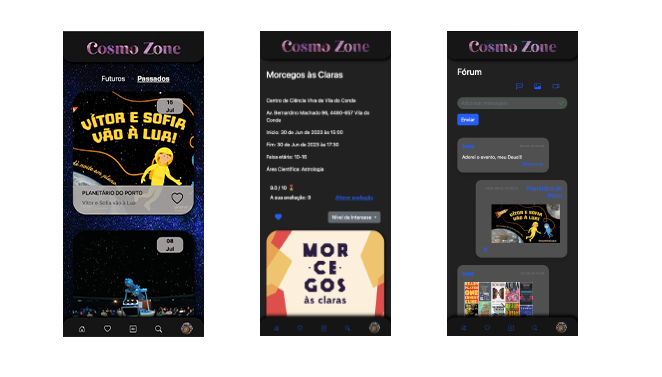 Cosmo Zone
Futuros Passados
15
Jul
VÍTOR E SOFIA
VÃO À LUA!
PLANETÁRIO DO PORTO
Vítor e Sofia vão à Lua
08
Jul
Cosmo Zone
Morcegos às Claras
Centro de Ciência Viva de Vila do Conde
Av. Bernardino Machado 96, 4480-657 Vila do
Conde
Início: 30 de Jun de 2023 às 15:00
Fim: 30 de Jun de 2023 às 17:30
Faixa etária: 10-16
Área Científica: Astrologia
9.0 / 10
A sua avaliação: 9
Alterar avaliação
Nível de Interesse
MOR
·CE·
GOS
às claras
Cosmo Zone
Fórum
Enviar
Adorei o evento, meu Deus!!!
VÍTOR E SOFIA
VÃO À LUA!